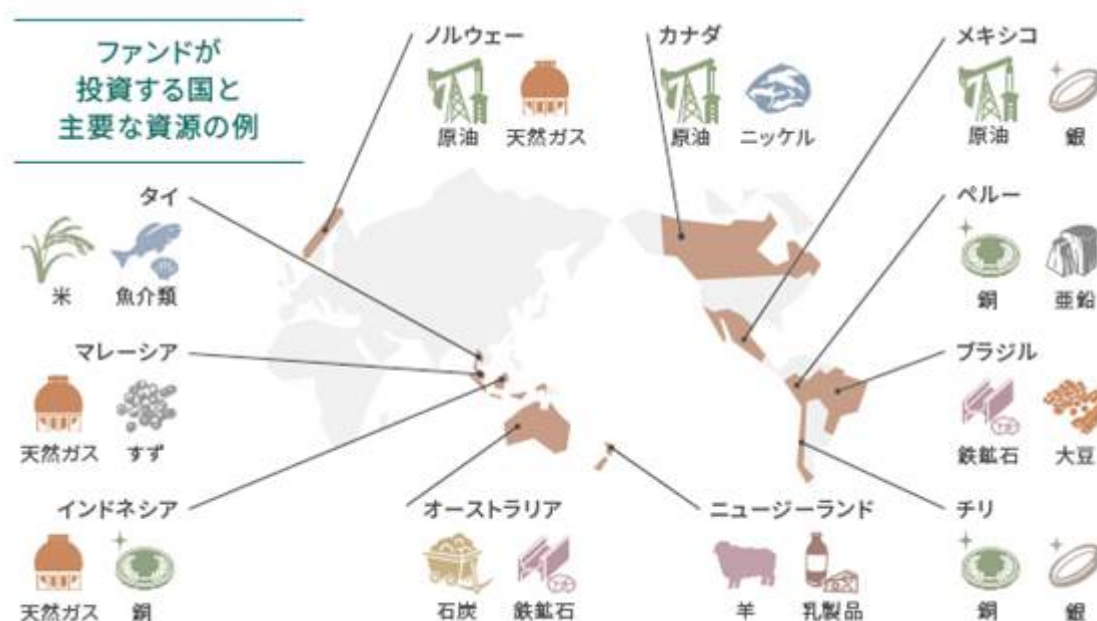 ファンドが
投資する国と
主要な資源の例
ノルウェー
原油 天然ガス
カナダ
原油 ニッケル
メキシコ
原油 銀
タイ
米 魚介類
ペルー
銅 亜鉛
マレーシア
天然ガス すず
ブラジル
鉄鉱石 大豆
インドネシア
天然ガス 銅
オーストラリア
石炭 鉄鉱石
ニュージーランド
羊 乳製品
チリ
銅 銀